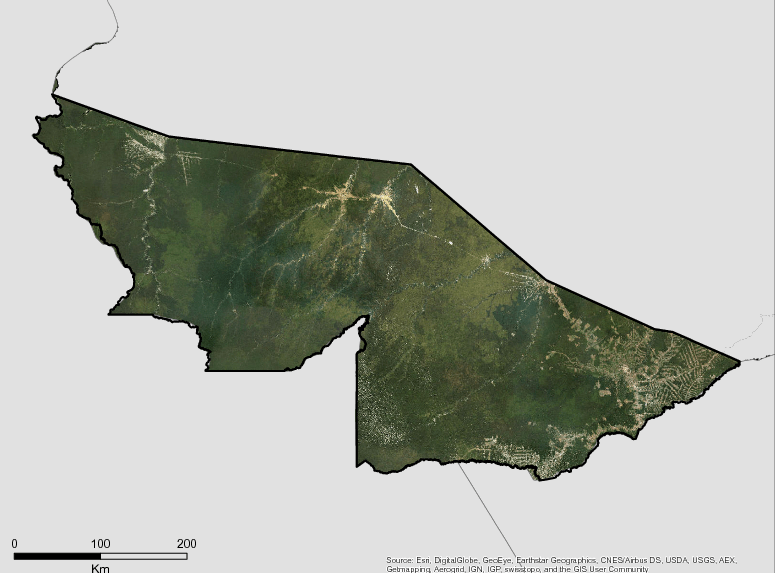 0 100 200
Km
Source: Esri, DigitalGlobe, GeoEye, Earthstar Geographics, CNES/Airbus DS, USDA, USGS, AEX,
Getmapping, Aerogrid, IGN, IGP, swisstopo, and the GIS User Community